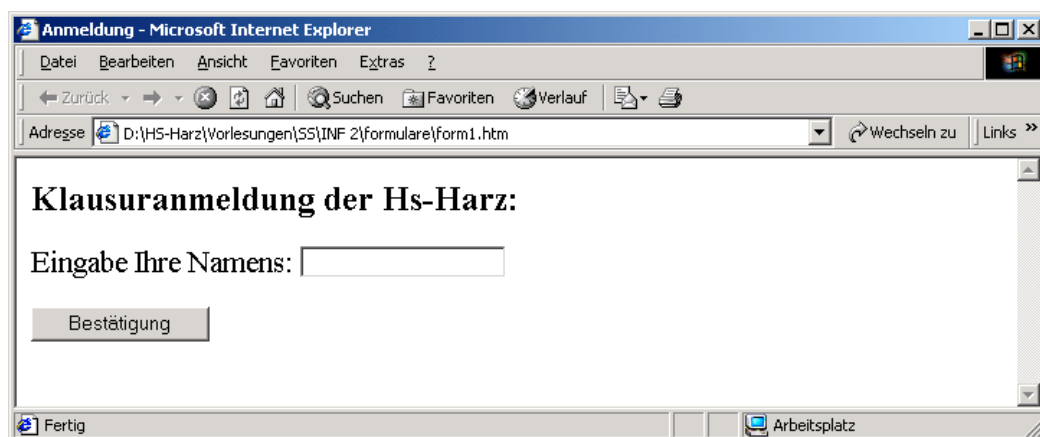 Anmeldung - Microsoft Internet Explorer
Datei Bearbeiten Ansicht Favoriten Extras ?
Zurück Suchen Favoriten Verlauf
Adresse D:\HS-Harz\Vorlesungen\SS\INF 2\formulare\form1.htm Wechseln zu Links »
Klausuranmeldung der Hs-Harz:
Eingabe Ihre Namens:
Bestätigung
Fertig Arbeitsplatz